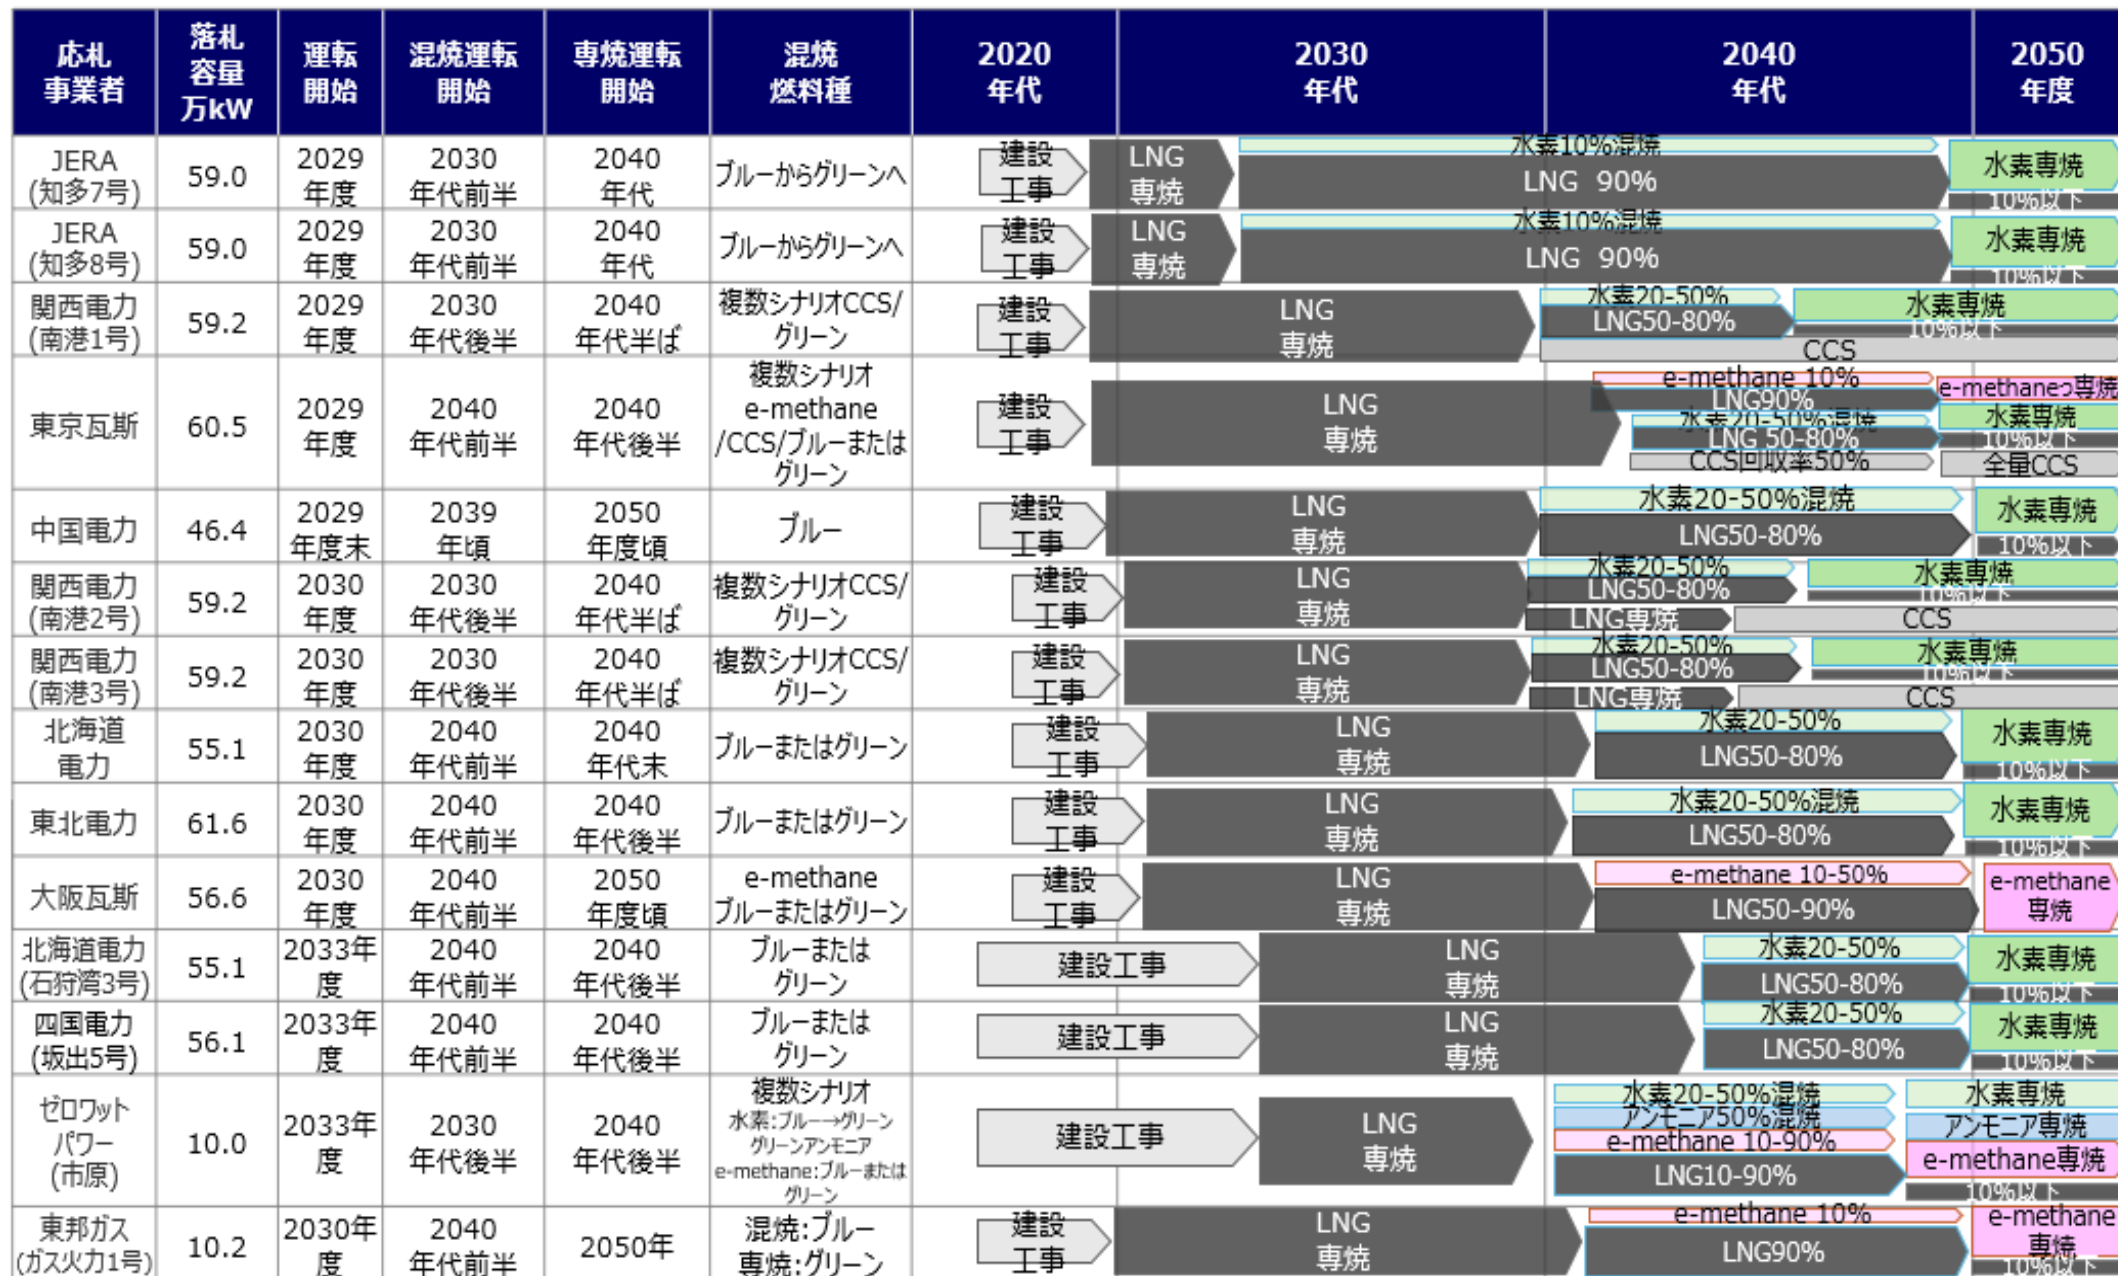 応札
事業者
落札
容量
万kW
運転
開始
混焼運転
開始
専焼運転
開始
混焼
燃料種
2020
年代
2030
年代
2040
年代
2050
年度
JERA
(知多7号)
59.0
2029
年度
2030
年代前半
2040
年代
ブルーからグリーンへ
建設
工事
LNG
専焼
水素10%混焼
LNG 90%
水素専焼
10%以下
JERA
(知多8号)
59.0
2029
年度
2030
年代前半
2040
年代
ブルーからグリーンへ
建設
工事
LNG
専焼
水素10%混焼
LNG 90%
水素専焼
10%以下
関西電力
(南港1号)
59.2
2029
年度
2030
年代後半
2040
年代半ば
複数シナリオCCS/
グリーン
建設
工事
LNG
専焼
水素20-50%
LNG50-80%
水素専焼
10%以下
CCS
東京瓦斯
60.5
2029
年度
2040
年代前半
2040
年代後半
複数シナリオ
e-methane
/CCS/ブルーまたは
グリーン
建設
工事
LNG
専焼
e-methane 10%
LNG90%
水素20-50%混焼
LNG 50-80%
CCS回収率50%
e-methaneっ専焼
水素専焼
10%以下
全量CCS
中国電力
46.4
2029
年度末
2039
年頃
2050
年度頃
ブルー
建設
工事
LNG
専焼
水素20-50%混焼
LNG50-80%
水素専焼
10%以下
関西電力
(南港2号)
59.2
2030
年度
2030
年代後半
2040
年代半ば
複数シナリオCCS/
グリーン
建設
工事
LNG
専焼
水素20-50%
LNG50-80%
LNG専焼
水素専焼
10%以下
CCS
関西電力
(南港3号)
59.2
2030
年度
2030
年代後半
2040
年代半ば
複数シナリオCCS/
グリーン
建設
工事
LNG
専焼
水素20-50%
LNG50-80%
LNG専焼
水素専焼
10%以下
CCS
北海道
電力
55.1
2030
年度
2040
年代前半
2040
年代末
ブルーまたはグリーン
建設
工事
LNG
専焼
水素20-50%
LNG50-80%
水素専焼
10%以下
東北電力
61.6
2030
年度
2040
年代前半
2040
年代後半
ブルーまたはグリーン
建設
工事
LNG
専焼
水素20-50%混焼
LNG50-80%
水素専焼
10%以下
大阪瓦斯
56.6
2030
年度
2040
年代前半
2050
年度頃
e-methane
ブルーまたはグリーン
建設
工事
LNG
専焼
e-methane 10-50%
LNG50-90%
e-methane
専焼
北海道電力
(石狩湾3号)
55.1
2033年
度
2040
年代前半
2040
年代後半
ブルーまたは
グリーン
建設工事
LNG
専焼
水素20-50%
LNG50-80%
水素専焼
10%以下
四国電力
(坂出5号)
56.1
2033年
度
2040
年代前半
2040
年代後半
ブルーまたは
グリーン
建設工事
LNG
専焼
水素20-50%
LNG50-80%
水素専焼
10%以下
ゼロワット
パワー
(市原)
10.0
2033年
度
2030
年代後半
2040
年代後半
複数シナリオ
水素:ブルー→グリーン
グリーンアンモニア
e-methane:ブルーまたは
グリーン
建設工事
LNG
専焼
水素20-50%混焼
アンモニア50%混焼
e-methane 10-90%
LNG10-90%
水素専焼
アンモニア専焼
e-methane専焼
10%以下
東邦ガス
(ガス火力1号)
10.2
2030年
度
2040
年代前半
2050年
混焼:ブルー
専焼:グリーン
建設
工事
LNG
専焼
e-methane 10%
LNG90%
e-methane
専焼
10%以下